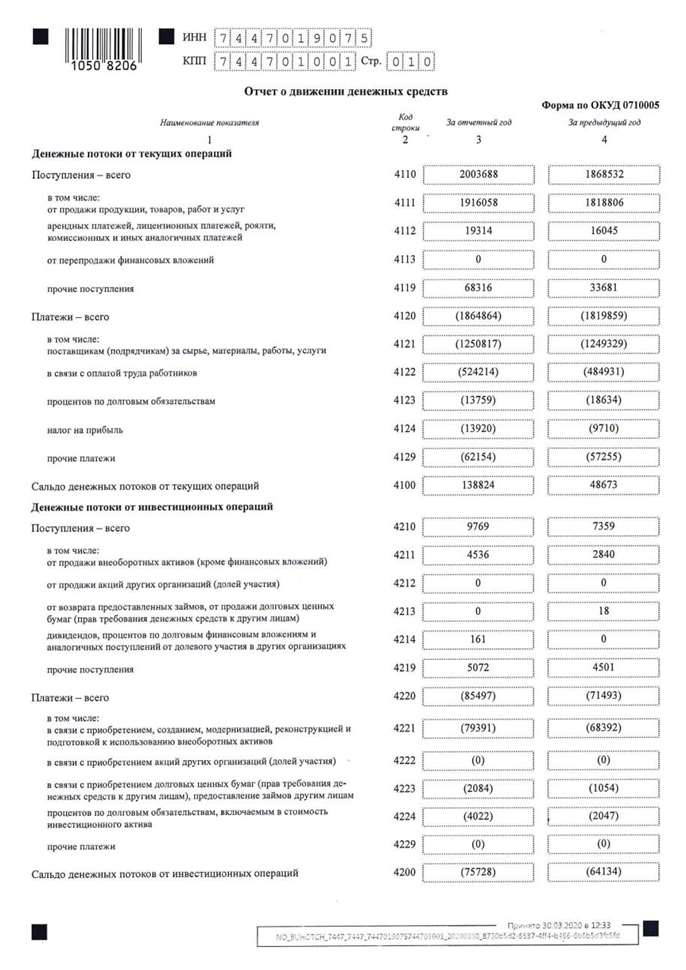 ИНН 7447019075
1050 8206
КПП 744701001 Стр. 010
Отчет о движении денежных средств
Форма по ОКУД 0710005
Наименование показателя Код строки За отчетный год За предыдущий год
1 2 3 4
Денежные потоки от текущих операций
Поступления – всего 4110 2003688 1868532
в том числе:
от продажи продукции, товаров, работ и услуг 4111 1916058 1818806
арендных платежей, лицензионных платежей, роялти,
комиссионных и иных аналогичных платежей 4112 19314 16045
от перепродажи финансовых вложений 4113 0 0
прочие поступления 4119 68316 33681
Платежи – всего 4120 (1864864) (1819859)
в том числе:
поставщикам (подрядчикам) за сырье, материалы, работы, услуги 4121 (1250817) (1249329)
в связи с оплатой труда работников 4122 (524214) (484931)
процентов по долговым обязательствам 4123 (13759) (18634)
налог на прибыль 4124 (13920) (9710)
прочие платежи 4129 (62154) (57255)
Сальдо денежных потоков от текущих операций 4100 138824 48673
Денежные потоки от инвестиционных операций
Поступления – всего 4210 9769 7359
в том числе:
от продажи внеоборотных активов (кроме финансовых вложений) 4211 4536 2840
от продажи акций других организаций (долей участия) 4212 0 0
от возврата предоставленных займов, от продажи долговых ценных
бумаг (прав требования денежных средств к другим лицам) 4213 0 18
дивидендов, процентов по долговым финансовым вложениям и
аналогичных поступлений от долевого участия в других организациях 4214 161 0
прочие поступления 4219 5072 4501
Платежи – всего 4220 (85497) (71493)
в том числе:
в связи с приобретением, созданием, модернизацией, реконструкцией и
подготовкой к использованию внеоборотных активов 4221 (79391) (68392)
в связи с приобретением акций других организаций (долей участия) 4222 (0) (0)
в связи с приобретением долговых ценных бумаг (прав требования де-
нежных средств к другим лицам), предоставление займов другим лицам 4223 (2084) (1054)
процентов по долговым обязательствам, включаемым в стоимость
инвестиционного актива 4224 (4022) (2047)
прочие платежи 4229 (0) (0)
Сальдо денежных потоков от инвестиционных операций 4200 (75728) (64134)
Принято 30.03.2020 в 12:33